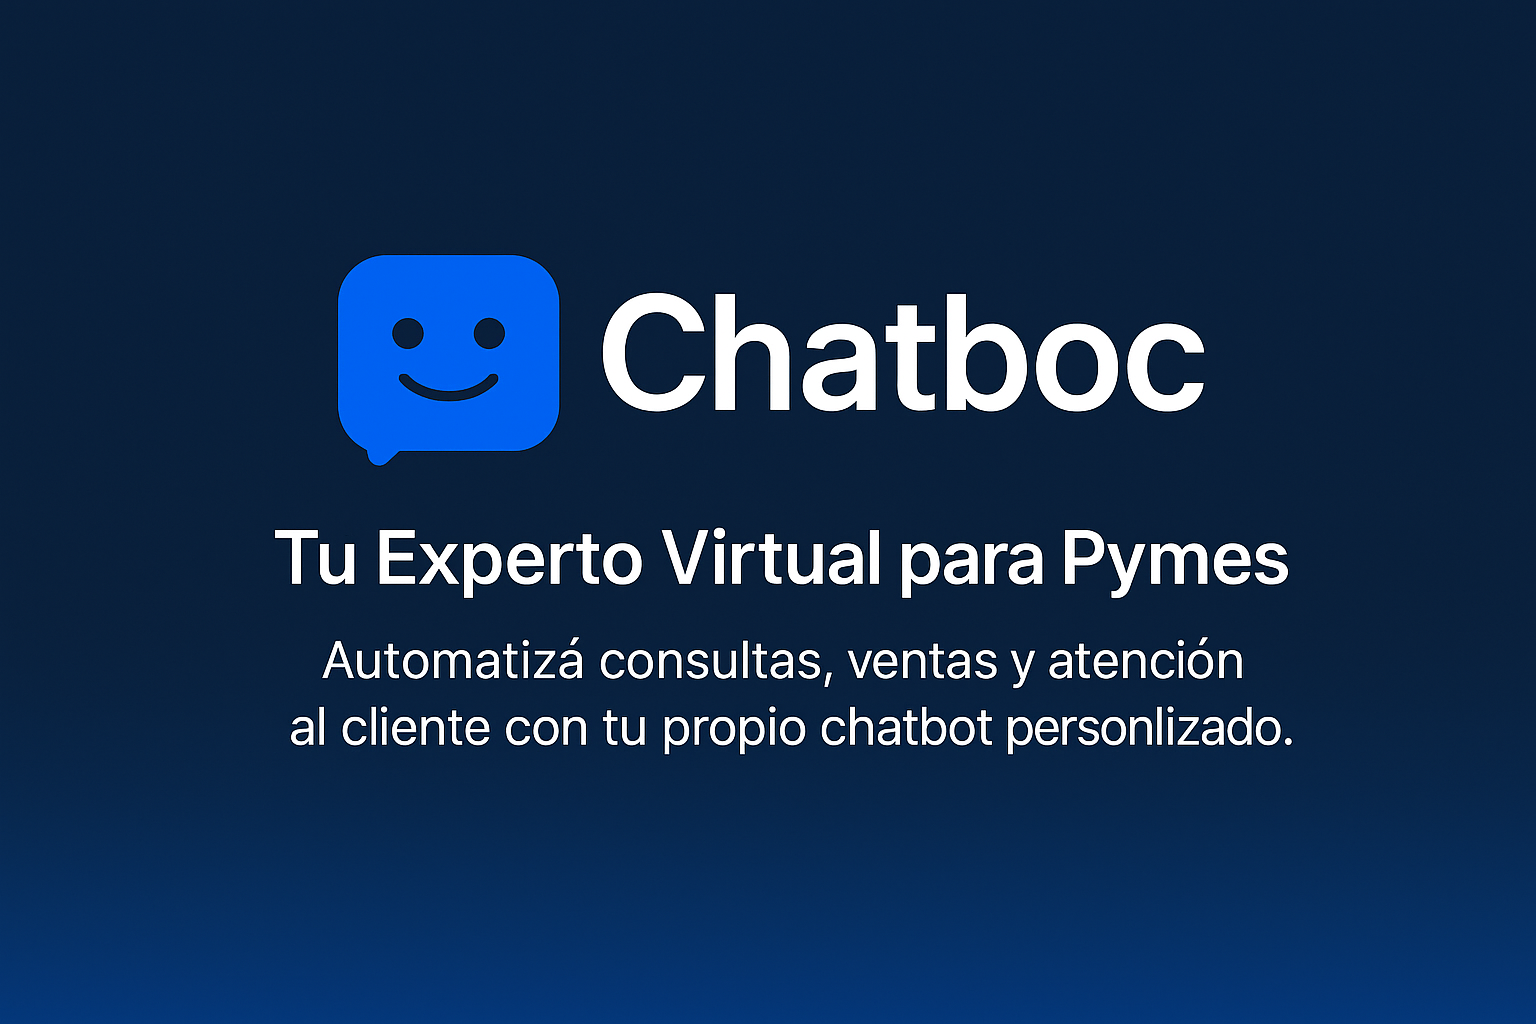 Chatboc
Tu Experto Virtual para Pymes
Automatizá consultas, ventas y atención
al cliente con tu propio chatbot personlizado.